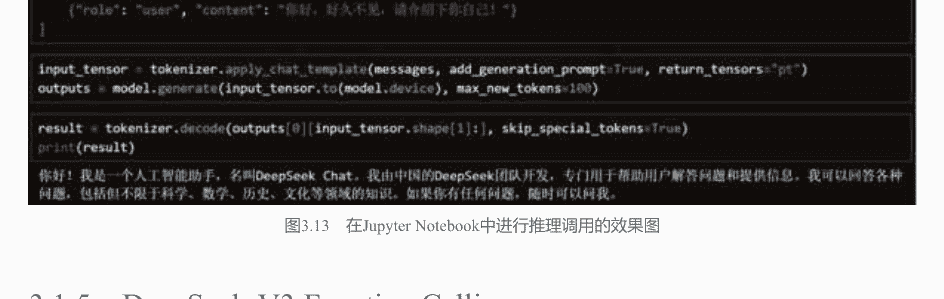 {"role": "user", "content": "你好，好久不见，请介绍下你自己！"}
]
input_tensor = tokenizer.apply_chat_template(messages, add_generation_prompt=True, return_tensors="pt")
outputs = model.generate(input_tensor.to(model.device), max_new_tokens=100)
result = tokenizer.decode(outputs[0][input_tensor.shape[1]:], skip_special_tokens=True)
print(result)
你好！我是一个人工智能助手，名叫DeepSeek Chat。我由中国的DeepSeek团队开发，专门用于帮助用户解答问题和提供信息。我可以回答各种
问题，包括但不限于科学、数学、历史、文化等领域的知识。如果你有任何问题，随时可以问我。
图3.13 在Jupyter Notebook中进行推理调用的效果图